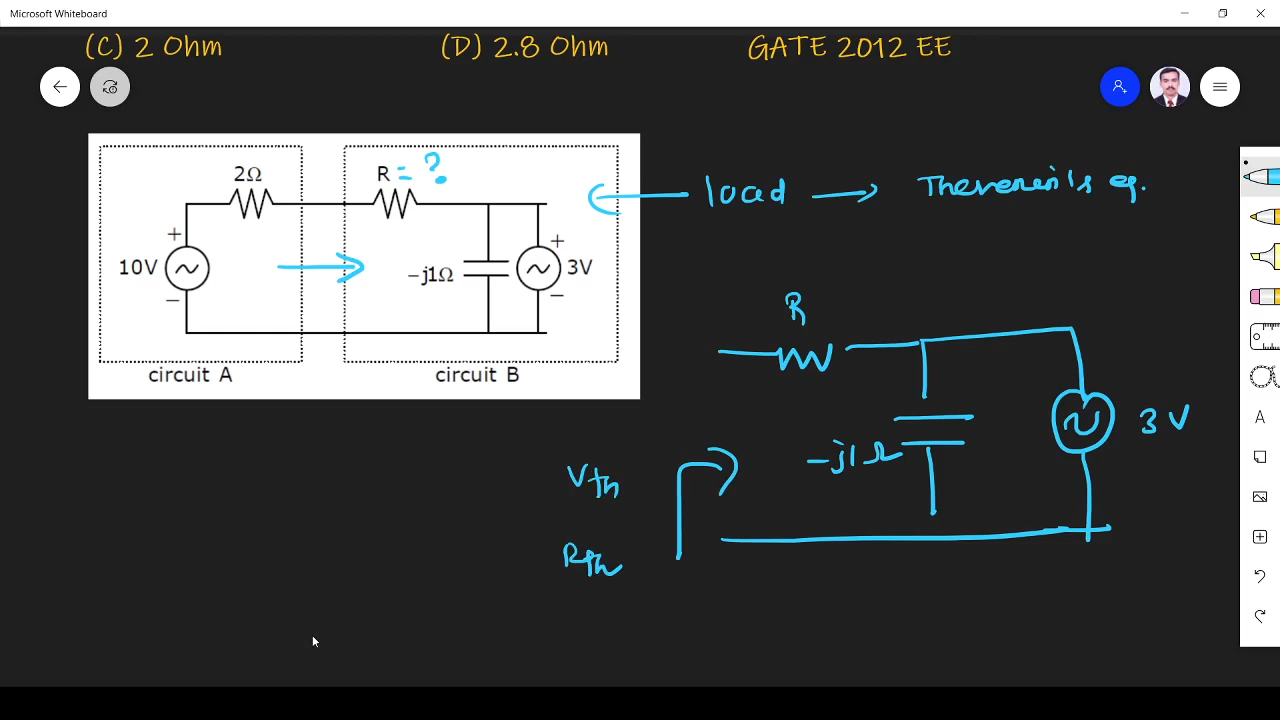 Microsoft Whiteboard
(C) 2 Ohm (D) 2.8 Ohm GATE 2012 EE
2Ω R = ?
load → Thevenin's eq.
+ +
10V -j1Ω 3V
− −
circuit A circuit B
R
-j1Ω 3V
Vth
Rth
A